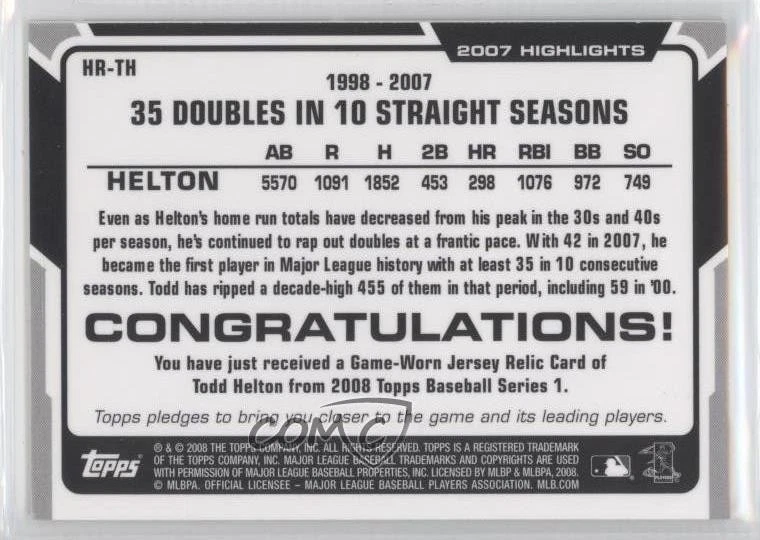 2007 HIGHLIGHTS
HR-TH
1998 - 2007
35 DOUBLES IN 10 STRAIGHT SEASONS
AB R H 2B HR RBI BB SO
HELTON 5570 1091 1852 453 298 1076 972 749
Even as Helton's home run totals have decreased from his peak in the 30s and 40s
per season, he's continued to rap out doubles at a frantic pace. With 42 in 2007, he
became the first player in Major League history with at least 35 in 10 consecutive
seasons. Todd has ripped a decade-high 455 of them in that period, including 59 in '00.
CONGRATULATIONS!
You have just received a Game-Worn Jersey Relic Card of
Todd Helton from 2008 Topps Baseball Series 1.
Topps pledges to bring you closer to the game and its leading players.
COMC
topps
® & © 2008 THE TOPPS COMPANY, INC. ALL RIGHTS RESERVED. TOPPS IS A REGISTERED TRADEMARK
OF THE TOPPS COMPANY, INC. MAJOR LEAGUE BASEBALL TRADEMARKS AND COPYRIGHTS ARE USED
WITH PERMISSION OF MAJOR LEAGUE BASEBALL PROPERTIES, INC. LICENSED BY MLBP & MLBPA, 2008.
© MLBPA. OFFICIAL LICENSEE – MAJOR LEAGUE BASEBALL PLAYERS ASSOCIATION. MLB.COM